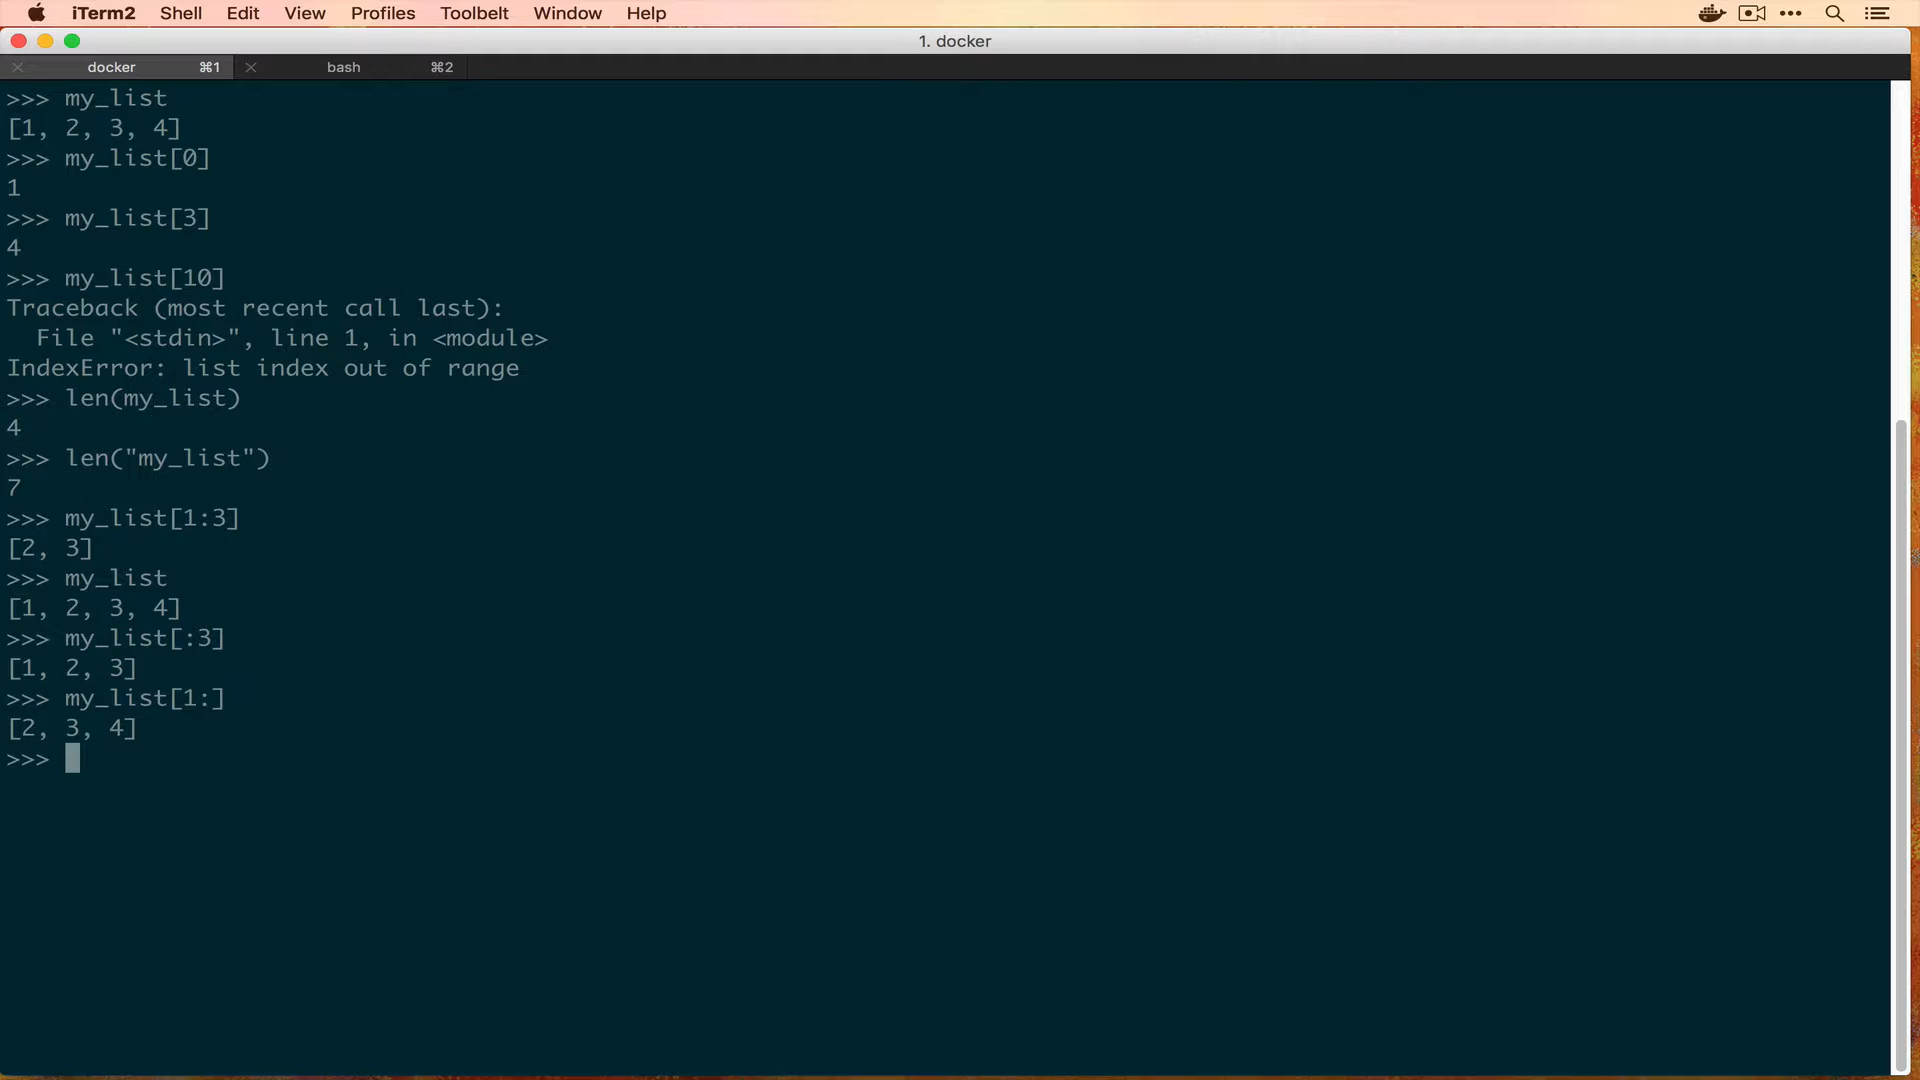 iTerm2 Shell Edit View Profiles Toolbelt Window Help
1. docker
docker ⌘1 bash ⌘2
>>> my_list
[1, 2, 3, 4]
>>> my_list[0]
1
>>> my_list[3]
4
>>> my_list[10]
Traceback (most recent call last):
  File "<stdin>", line 1, in <module>
IndexError: list index out of range
>>> len(my_list)
4
>>> len("my_list")
7
>>> my_list[1:3]
[2, 3]
>>> my_list
[1, 2, 3, 4]
>>> my_list[:3]
[1, 2, 3]
>>> my_list[1:]
[2, 3, 4]
>>>